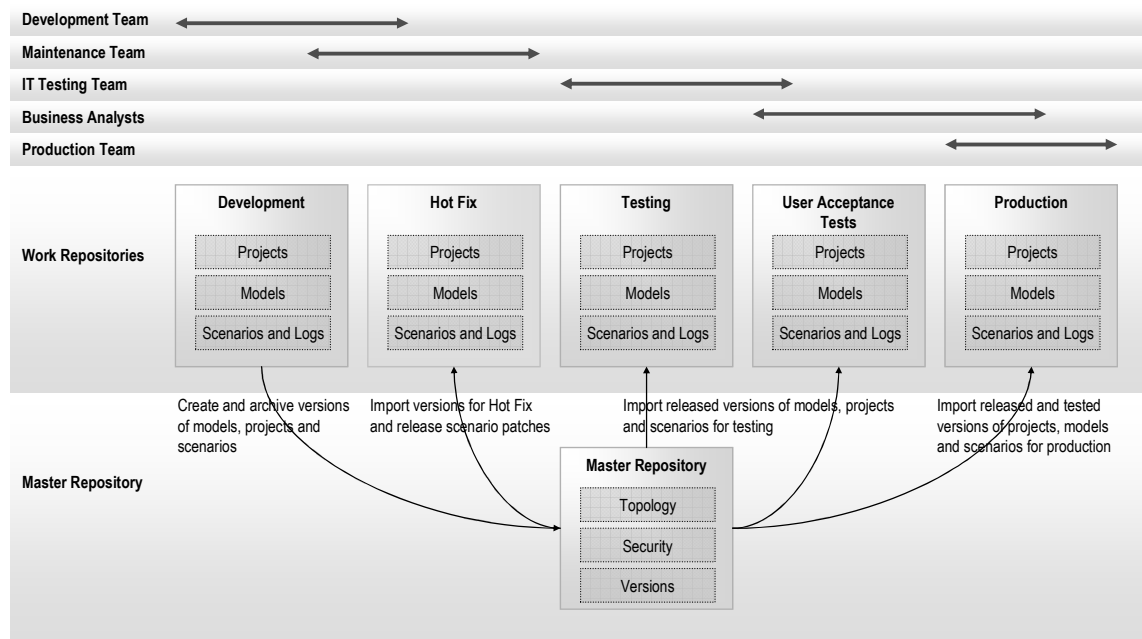 Development Team
Maintenance Team
IT Testing Team
Business Analysts
Production Team
Work Repositories
Development
Projects
Models
Scenarios and Logs
Hot Fix
Projects
Models
Scenarios and Logs
Testing
Projects
Models
Scenarios and Logs
User Acceptance
Tests
Projects
Models
Scenarios and Logs
Production
Projects
Models
Scenarios and Logs
Create and archive versions
of models, projects and
scenarios
Import versions for Hot Fix
and release scenario patches
Import released versions of models, projects
and scenarios for testing
Import released and tested
versions of projects, models
and scenarios for production
Master Repository
Master Repository
Topology
Security
Versions